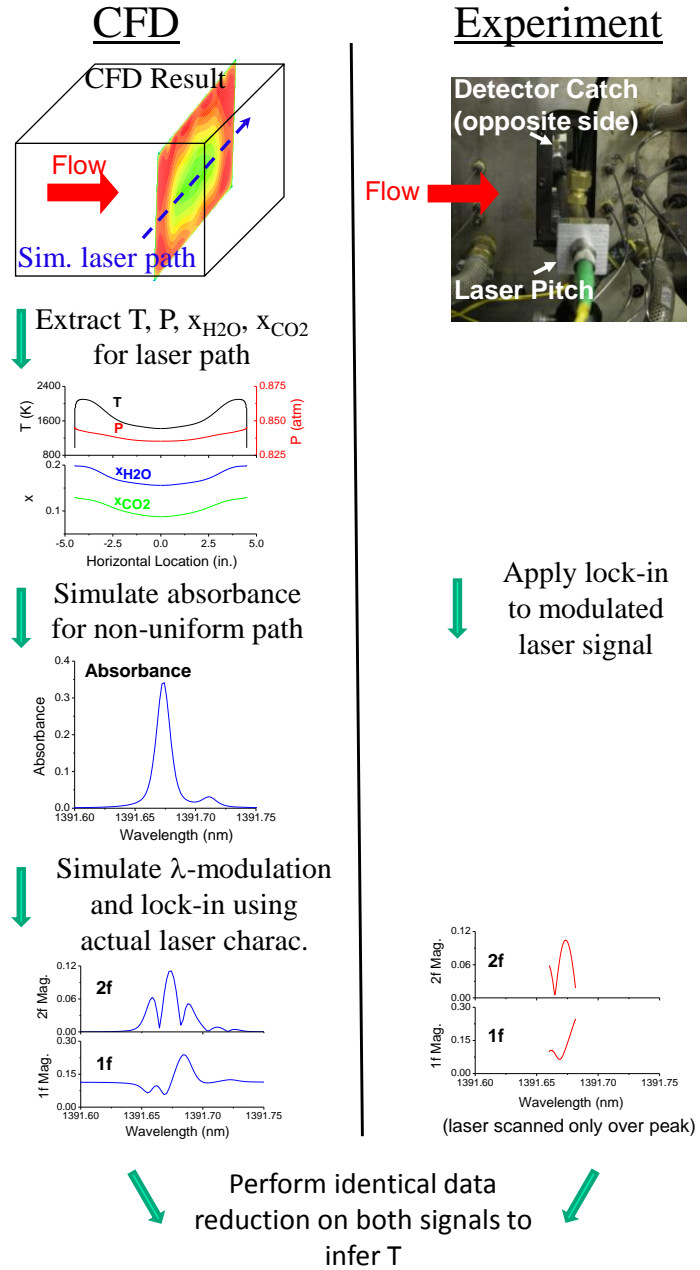 CFD
CFD Result
Flow
Sim. laser path
Extract T, P, xH2O, xCO2
for laser path
2400
1600
800
T (K)
T
P
0.875
0.850
0.825
P (atm)
0.2
0.1
x
xH2O
xCO2
-5.0 -2.5 0.0 2.5 5.0
Horizontal Location (in.)
Simulate absorbance
for non-uniform path
Absorbance
0.4
0.3
0.2
0.1
0.0
Absorbance
1391.60 1391.65 1391.70 1391.75
Wavelength (nm)
Simulate λ-modulation
and lock-in using
actual laser charac.
0.12
0.06
0.00
2f Mag.
2f
0.30
0.15
0.00
1f Mag.
1f
1391.60 1391.65 1391.70 1391.75
Wavelength (nm)
Experiment
Detector Catch
(opposite side)
Flow
Laser Pitch
Apply lock-in
to modulated
laser signal
0.12
0.06
0.00
2f Mag.
2f
0.30
0.15
0.00
1f Mag.
1f
1391.60 1391.65 1391.70 1391.75
Wavelength (nm)
(laser scanned only over peak)
Perform identical data
reduction on both signals to
infer T